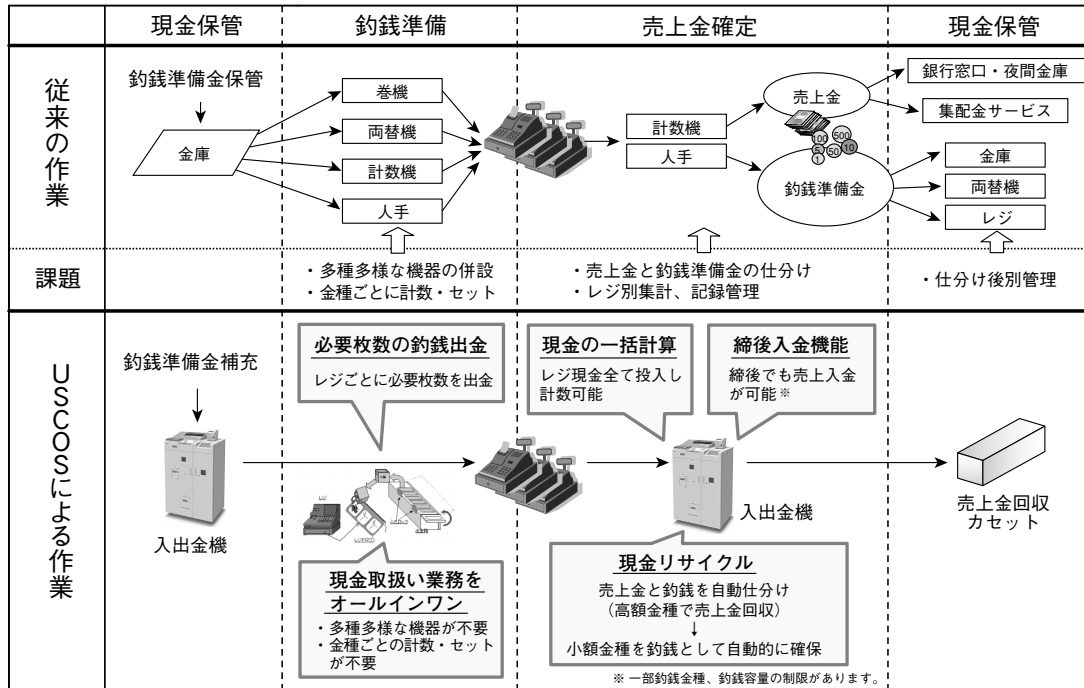 現金保管
釣銭準備
売上金確定
現金保管
従来の作業
釣銭準備金保管
金庫
巻機
両替機
計数機
人手
計数機
人手
売上金
100
500
5
50
10
1
釣銭準備金
銀行窓口・夜間金庫
集配金サービス
金庫
両替機
レジ
課題
・多種多様な機器の併設
・金種ごとに計数・セット
・売上金と釣銭準備金の仕分け
・レジ別集計、記録管理
・仕分け後別管理
USCOSによる作業
釣銭準備金補充
入出金機
必要枚数の釣銭出金
レジごとに必要枚数を出金
現金取扱い業務を
オールインワン
・多種多様な機器が不要
・金種ごとの計数・セット
が不要
現金の一括計算
レジ現金全て投入し
計数可能
締後入金機能
締後でも売上入金
が可能※
入出金機
現金リサイクル
売上金と釣銭を自動仕分け
(高額金種で売上金回収)
小額金種を釣銭として自動的に確保
※ 一部釣銭金種、釣銭容量の制限があります。
売上金回収
カセット